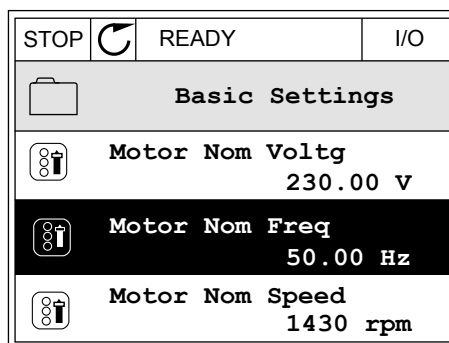 STOP READY I/O
Basic Settings
Motor Nom Voltg
230.00 V
Motor Nom Freq
50.00 Hz
Motor Nom Speed
1430 rpm